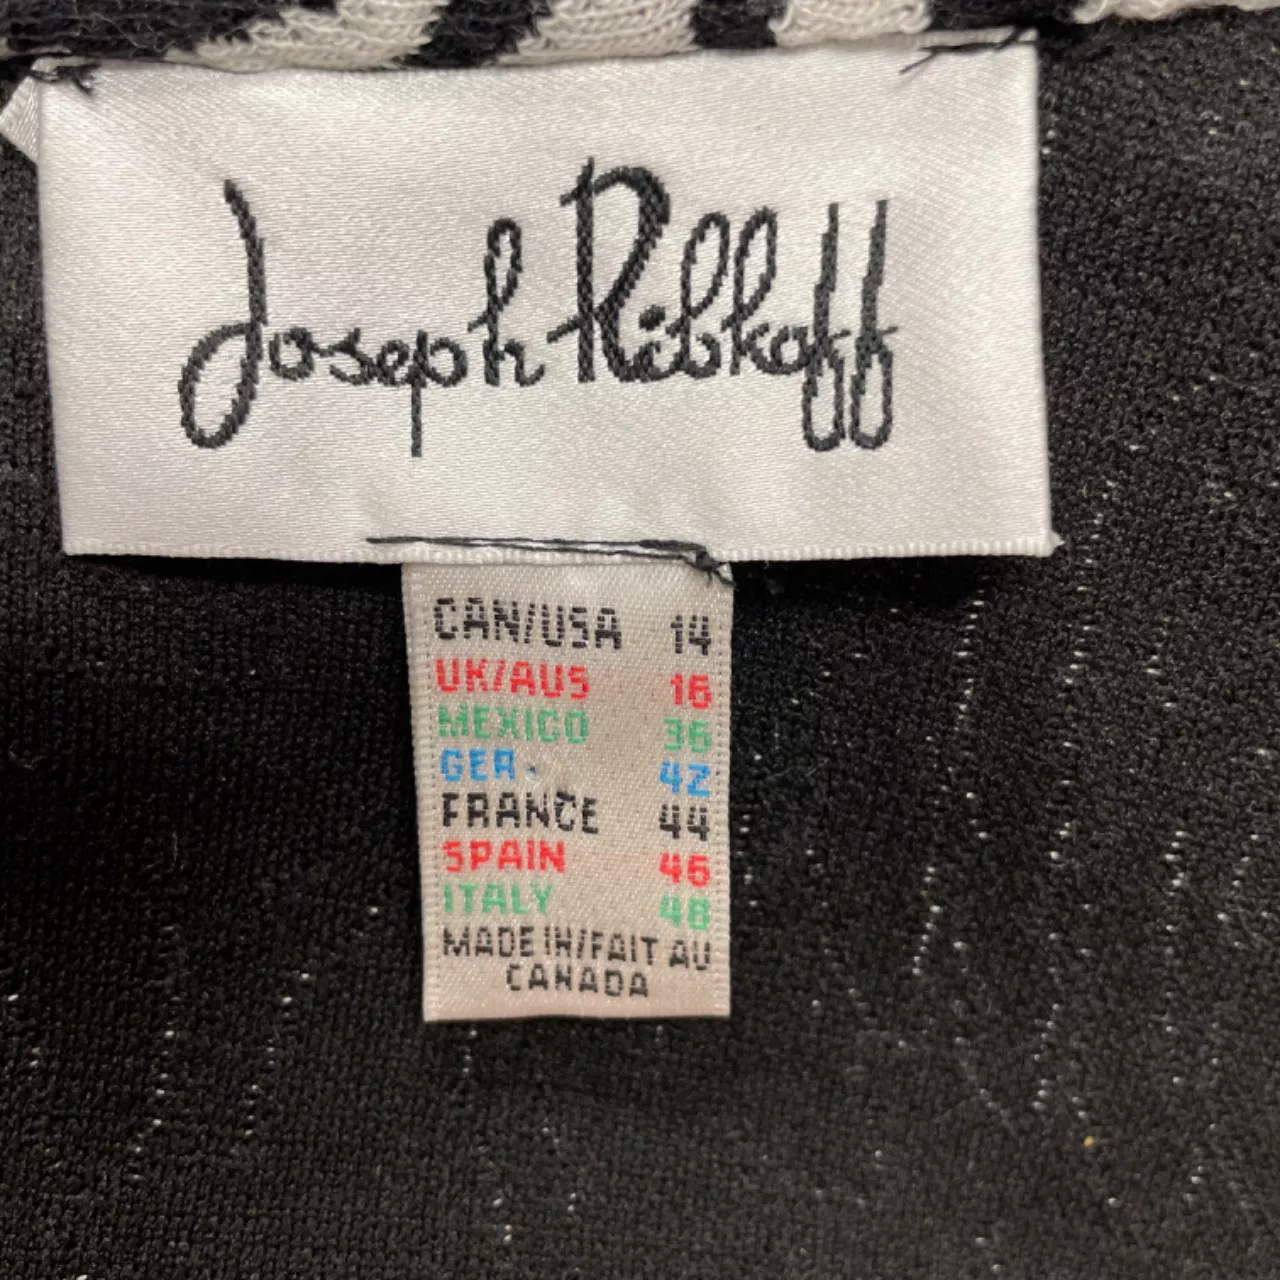 Joseph Ribkoff
CAN/USA 14
UK/AUS 16
MEXICO 36
GER. 42
FRANCE 44
SPAIN 46
ITALY 48
MADE IN/FAIT AU
CANADA